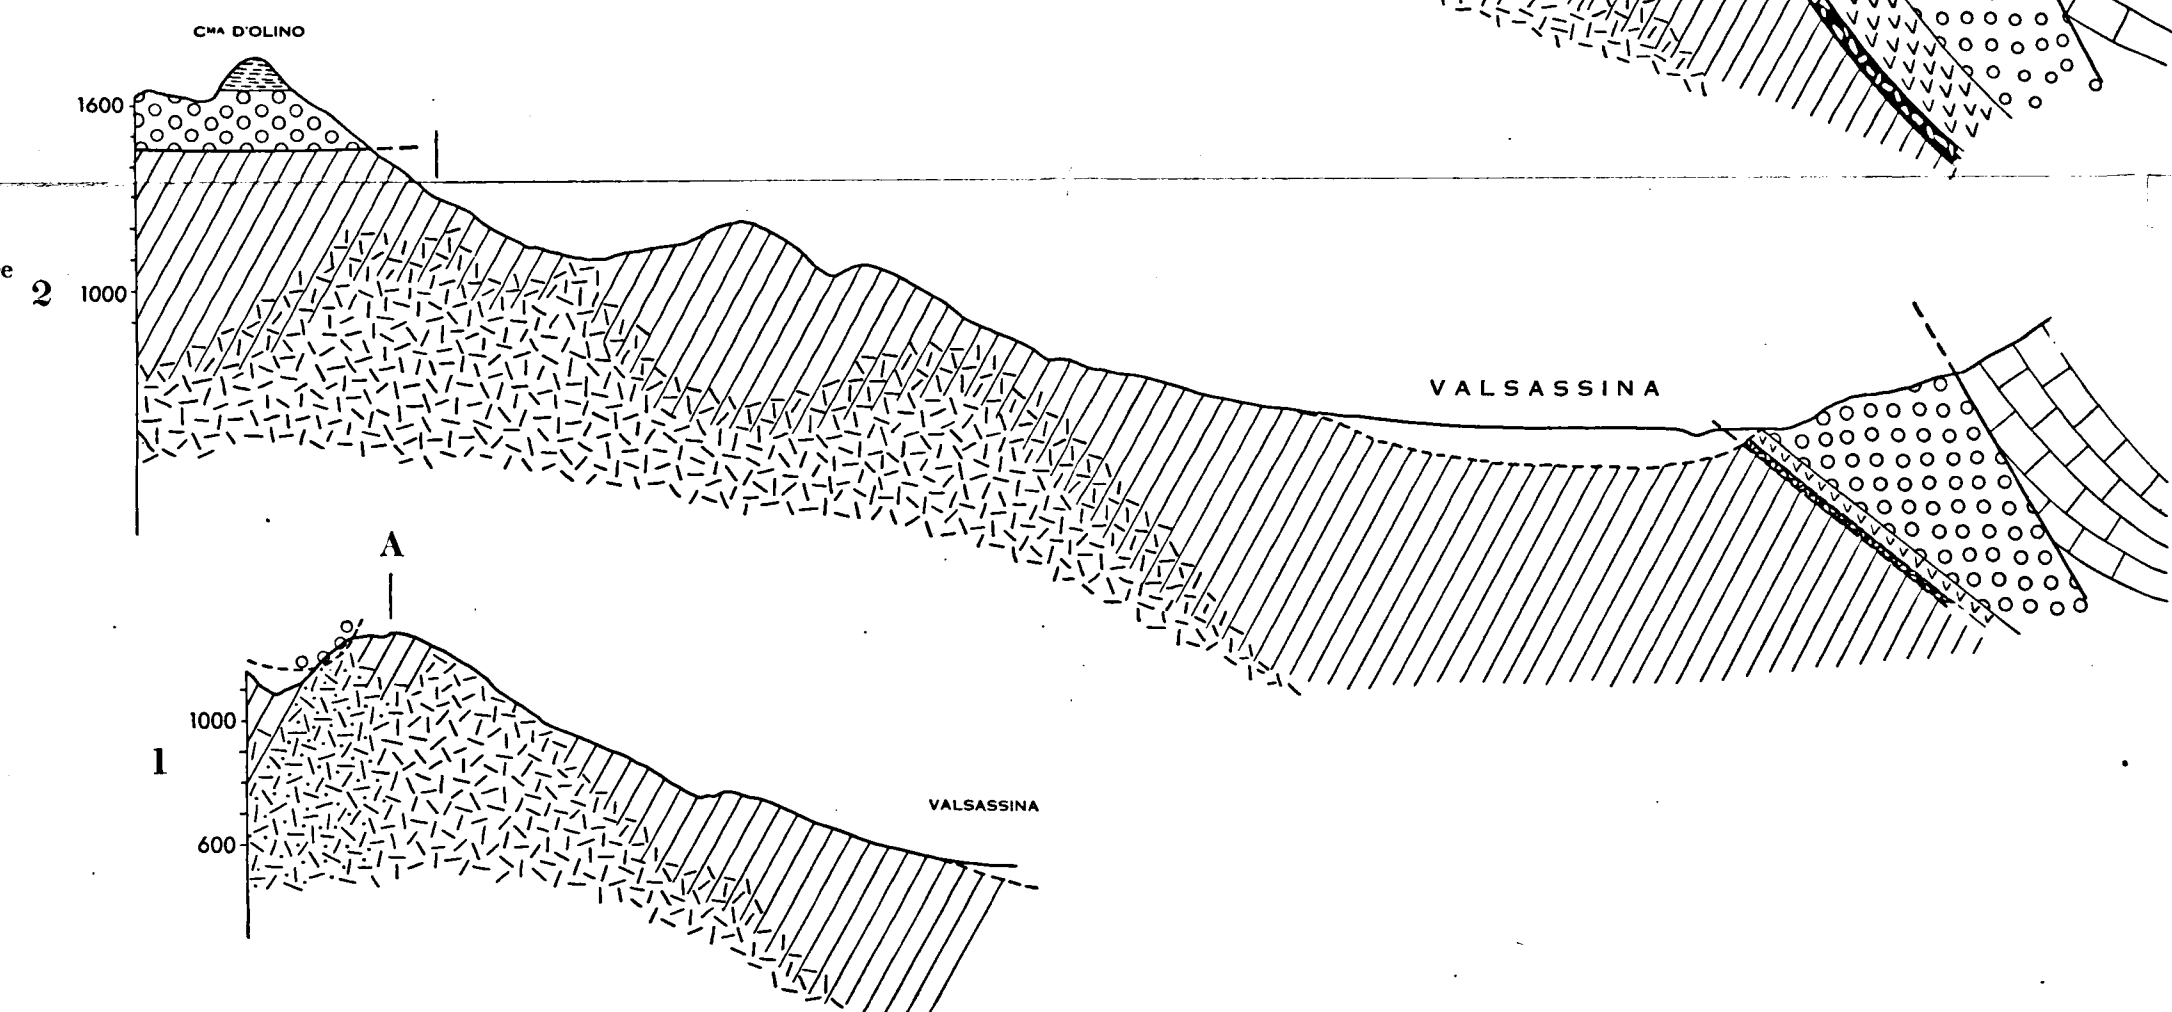 CMA D'OLINO
1600
e
2
1000
VALSASSINA
A
1000
1
VALSASSINA
600